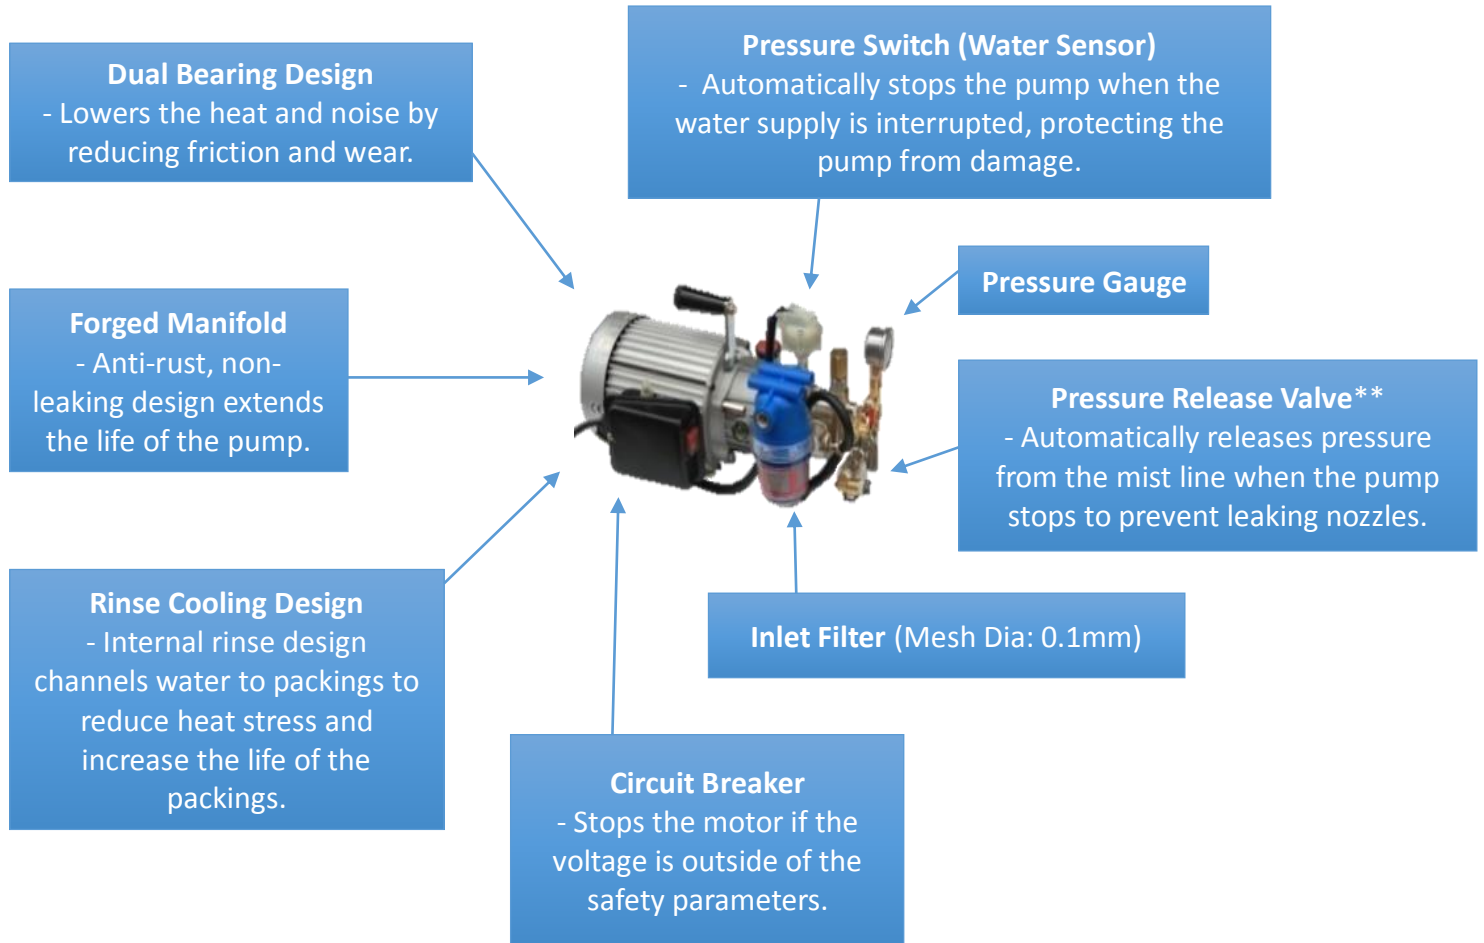 Dual Bearing Design
- Lowers the heat and noise by
reducing friction and wear.
Pressure Switch (Water Sensor)
- Automatically stops the pump when the
water supply is interrupted, protecting the
pump from damage.
Pressure Gauge
Forged Manifold
- Anti-rust, non-
leaking design extends
the life of the pump.
Pressure Release Valve**
- Automatically releases pressure
from the mist line when the pump
stops to prevent leaking nozzles.
Rinse Cooling Design
- Internal rinse design
channels water to packings to
reduce heat stress and
increase the life of the
packings.
Inlet Filter (Mesh Dia: 0.1mm)
Circuit Breaker
- Stops the motor if the
voltage is outside of the
safety parameters.